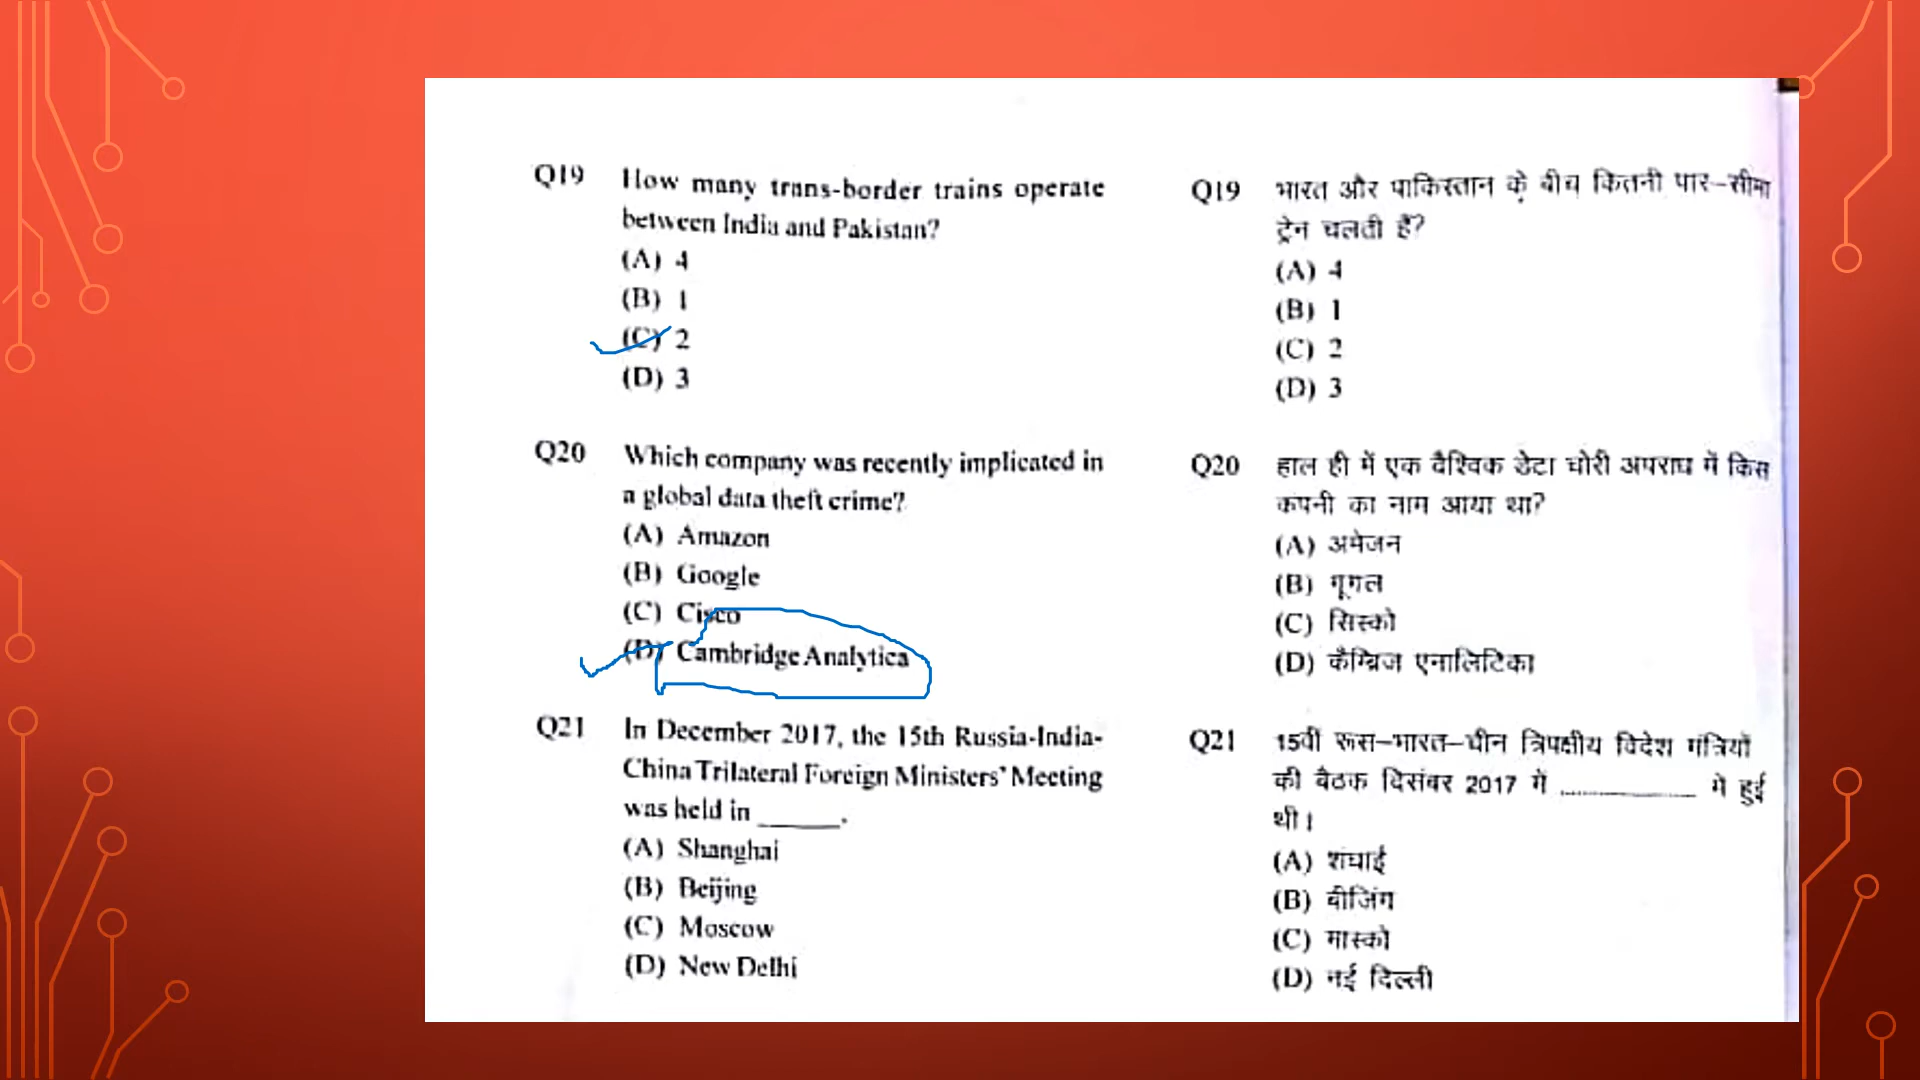 Q19 How many trans-border trains operate
between India and Pakistan?
(A) 4
(B) 1
(C) 2
(D) 3
Q20 Which company was recently implicated in
a global data theft crime?
(A) Amazon
(B) Google
(C) Cisco
(D) Cambridge Analytica
Q21 In December 2017, the 15th Russia-India-
China Trilateral Foreign Ministers' Meeting
was held in ______.
(A) Shanghai
(B) Beijing
(C) Moscow
(D) New Delhi
Q19 भारत और पाकिस्तान के बीच कितनी पार-सीमा
ट्रेन चलती हैं?
(A) 4
(B) 1
(C) 2
(D) 3
Q20 हाल ही में एक वैश्विक डेटा चोरी अपराध में किस
कंपनी का नाम आया था?
(A) अमेजन
(B) गूगल
(C) सिस्को
(D) कैम्ब्रिज एनालिटिका
Q21 15वीं रूस-भारत-चीन त्रिपक्षीय विदेश मंत्रियों
की बैठक दिसंबर 2017 में .............. में हुई
थी।
(A) शंघाई
(B) बीजिंग
(C) मास्को
(D) नई दिल्ली